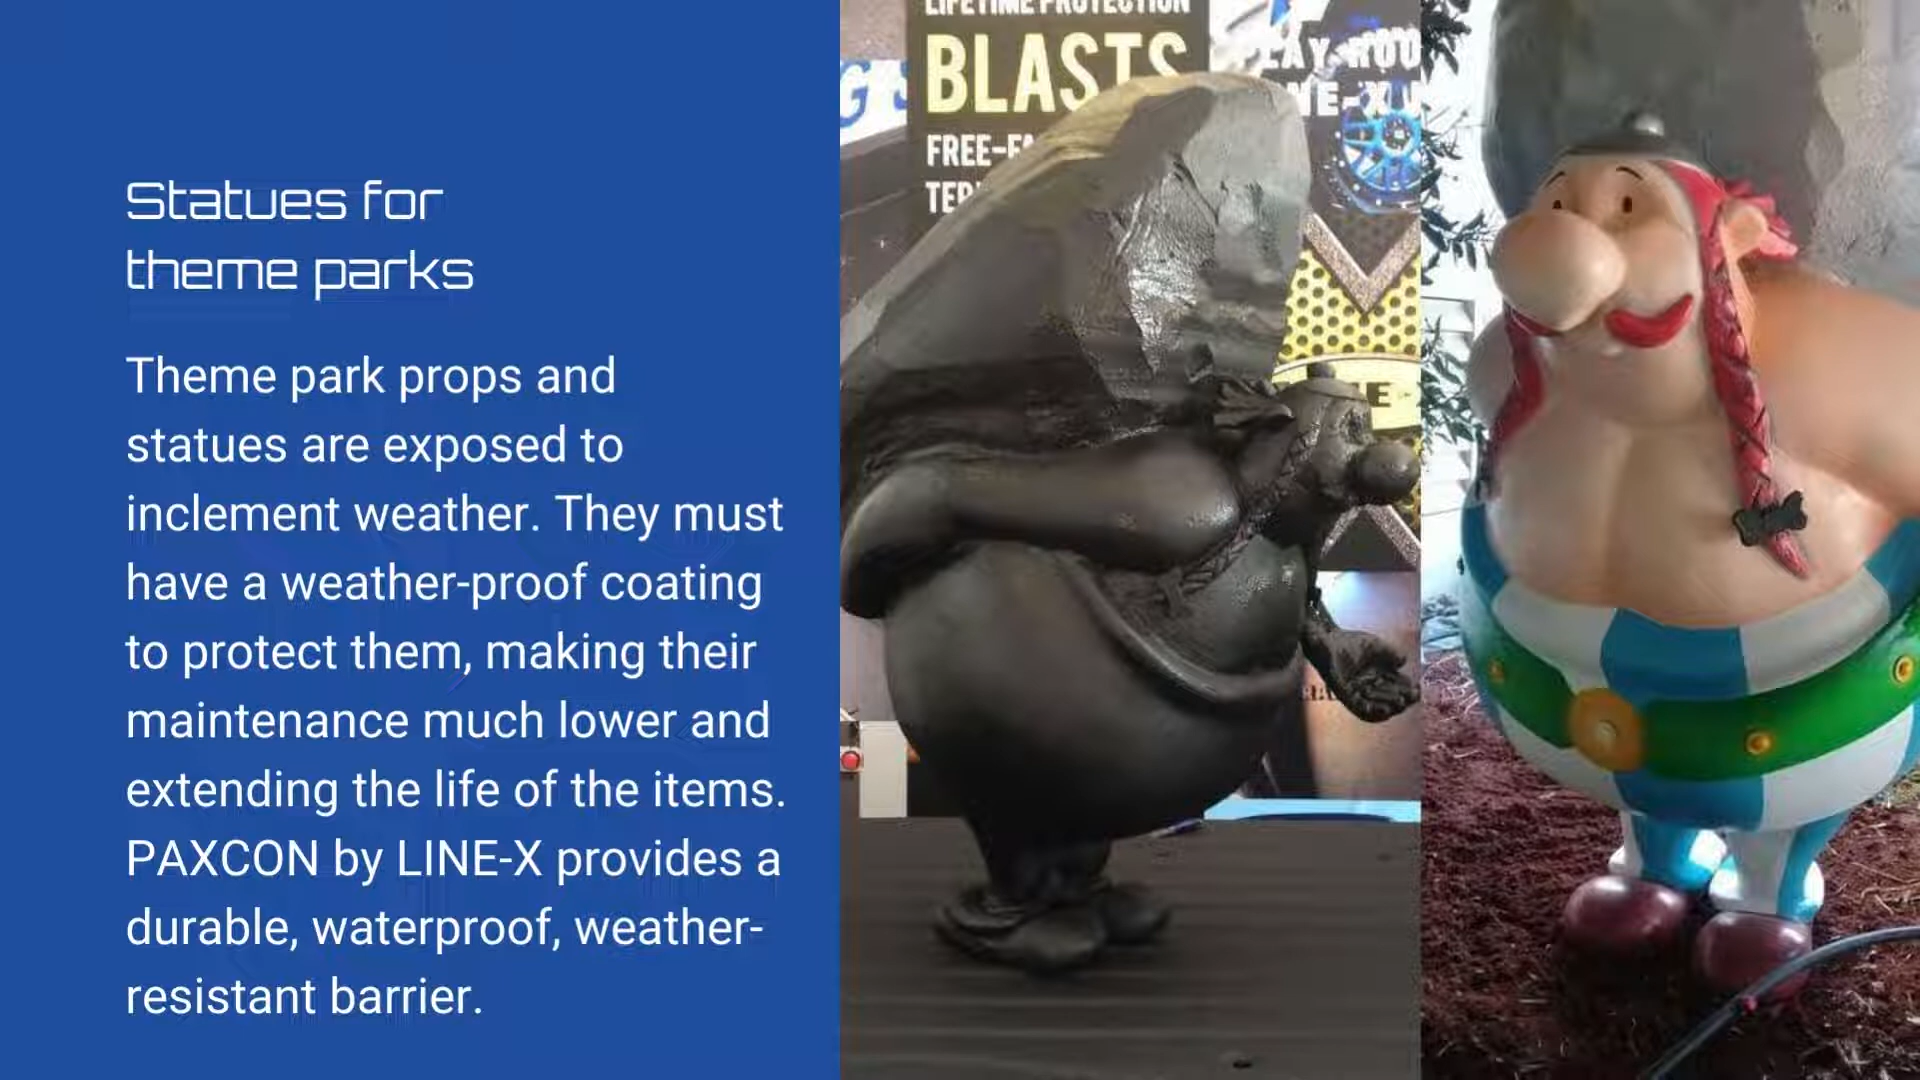 Statues for
theme parks
Theme park props and
statues are exposed to
inclement weather. They must
have a weather-proof coating
to protect them, making their
maintenance much lower and
extending the life of the items.
PAXCON by LINE-X provides a
durable, waterproof, weather-
resistant barrier.
LIFETIME PROTECTION
BLASTS